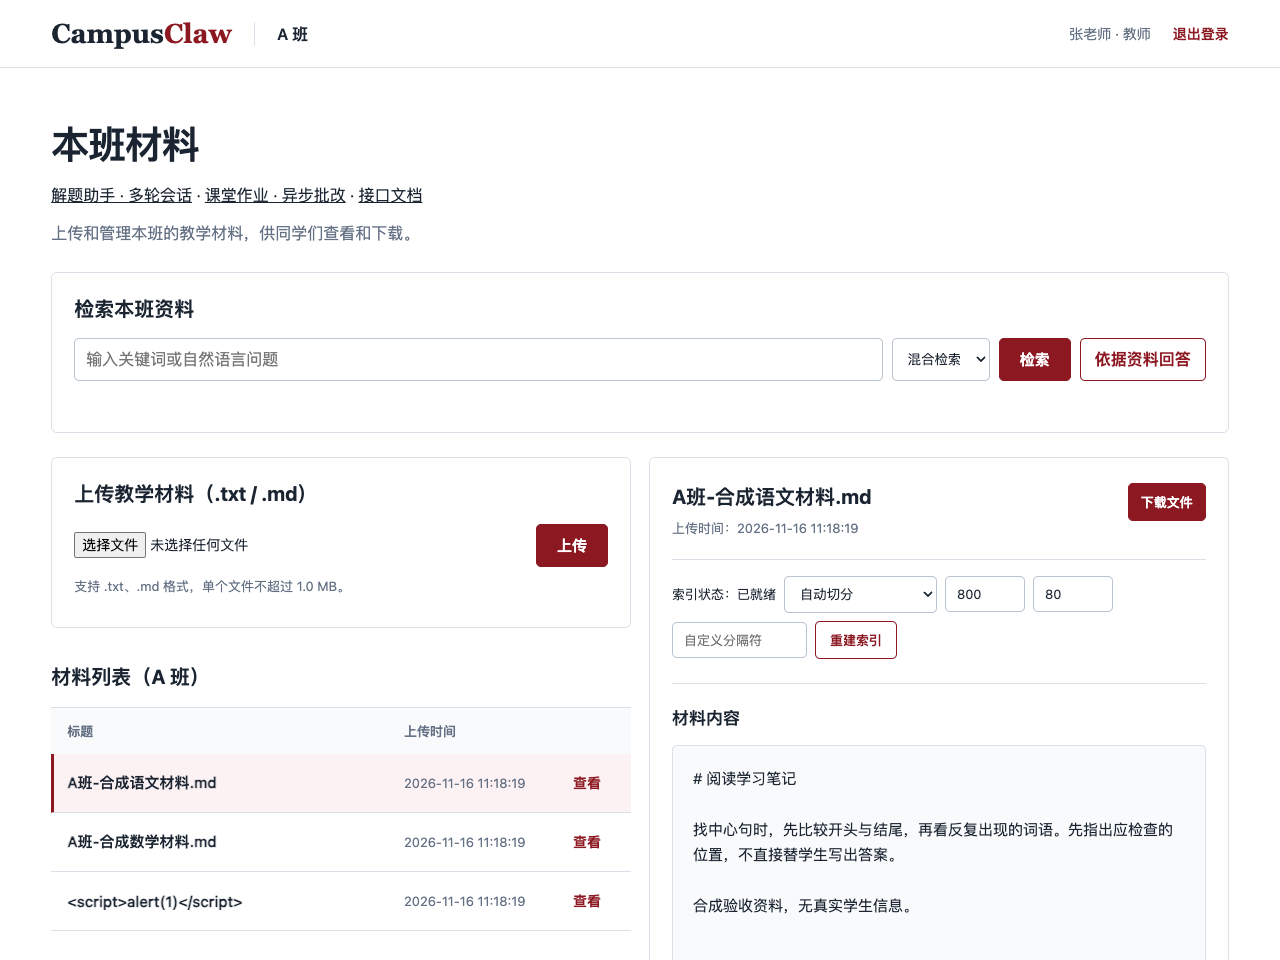 CampusClaw
A 班
张老师 · 教师
退出登录
本班材料
解题助手 · 多轮会话 · 课堂作业 · 异步批改 · 接口文档
上传和管理本班的教学材料，供同学们查看和下载。
检索本班资料
输入关键词或自然语言问题
混合检索
检索
依据资料回答
上传教学材料（.txt / .md）
选择文件 未选择任何文件
上传
支持 .txt、.md 格式，单个文件不超过 1.0 MB。
材料列表（A 班）
标题 上传时间
A班-合成语文材料.md 2026-11-16 11:18:19 查看
A班-合成数学材料.md 2026-11-16 11:18:19 查看
<script>alert(1)</script> 2026-11-16 11:18:19 查看
A班-合成语文材料.md
下载文件
上传时间：2026-11-16 11:18:19
索引状态：已就绪 自动切分 800 80
自定义分隔符 重建索引
材料内容
# 阅读学习笔记
找中心句时，先比较开头与结尾，再看反复出现的词语。先指出应检查的
位置，不直接替学生写出答案。
合成验收资料，无真实学生信息。